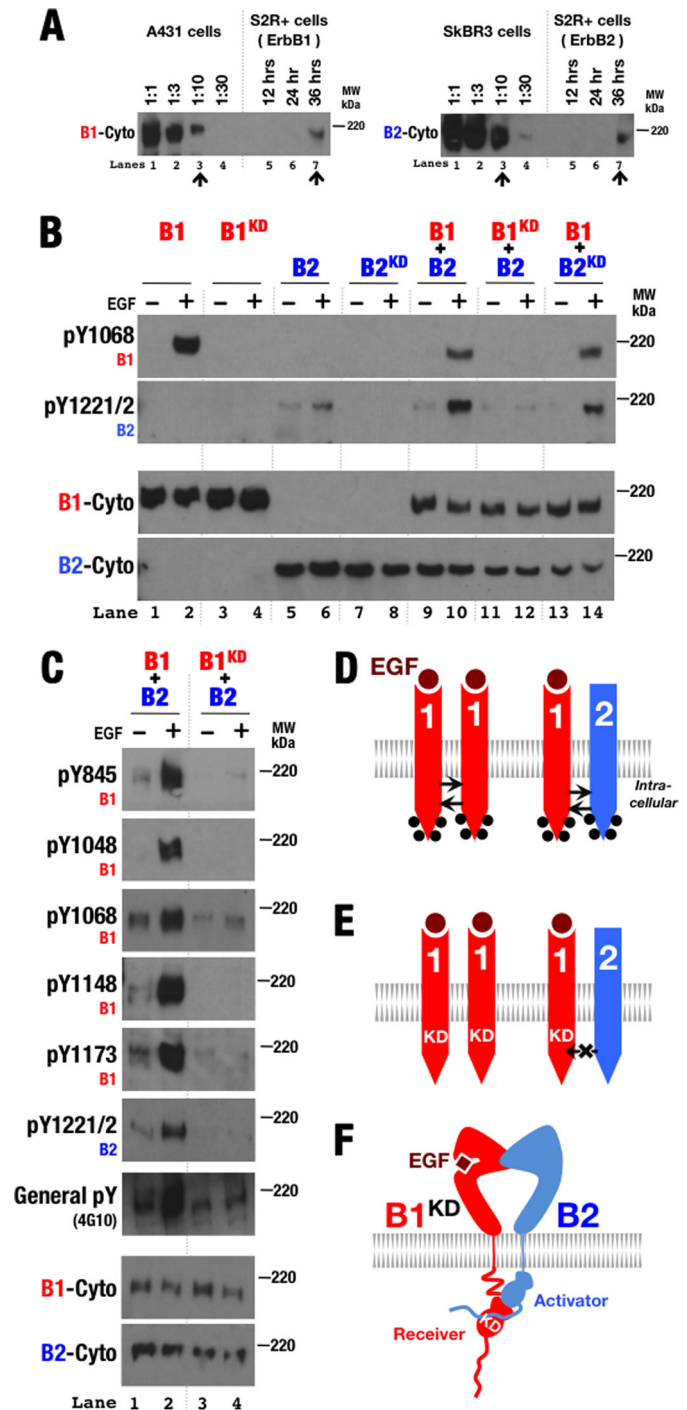 A
A431 cells
S2R+ cells
(ErbB1)
1:1 1:3 1:10 1:30 12 hrs 24 hr 36 hrs
MW
kDa
B1-Cyto 220
Lanes 1 2 3 4 5 6 7
SkBR3 cells
S2R+ cells
(ErbB2)
1:1 1:3 1:10 1:30 12 hrs 24 hrs 36 hrs
MW
kDa
B2-Cyto 220
1 2 3 4 5 6 7
B
B1 B1KD B2 B2KD B1 + B2 B1KD + B2 B1 + B2KD
EGF − + − + − + − + − + − + − +
MW
kDa
pY1068 220
B1
pY1221/2 220
B2
B1-Cyto 220
B2-Cyto 220
Lane 1 2 3 4 5 6 7 8 9 10 11 12 13 14
C
B1 + B2 B1KD + B2
EGF − + − +
MW
kDa
pY845 220
B1
pY1048
B1
pY1068 220
B1
pY1148 220
B1
pY1173 220
B1
pY1221/2 220
B2
General pY 220
(4G10)
B1-Cyto 220
B2-Cyto 220
Lane 1 2 3 4
D
EGF
1 1 1 2
Intra-
cellular
E
1 1 1 2
KD KD KD
F
EGF
B1KD B2
Activator
KD
Receiver